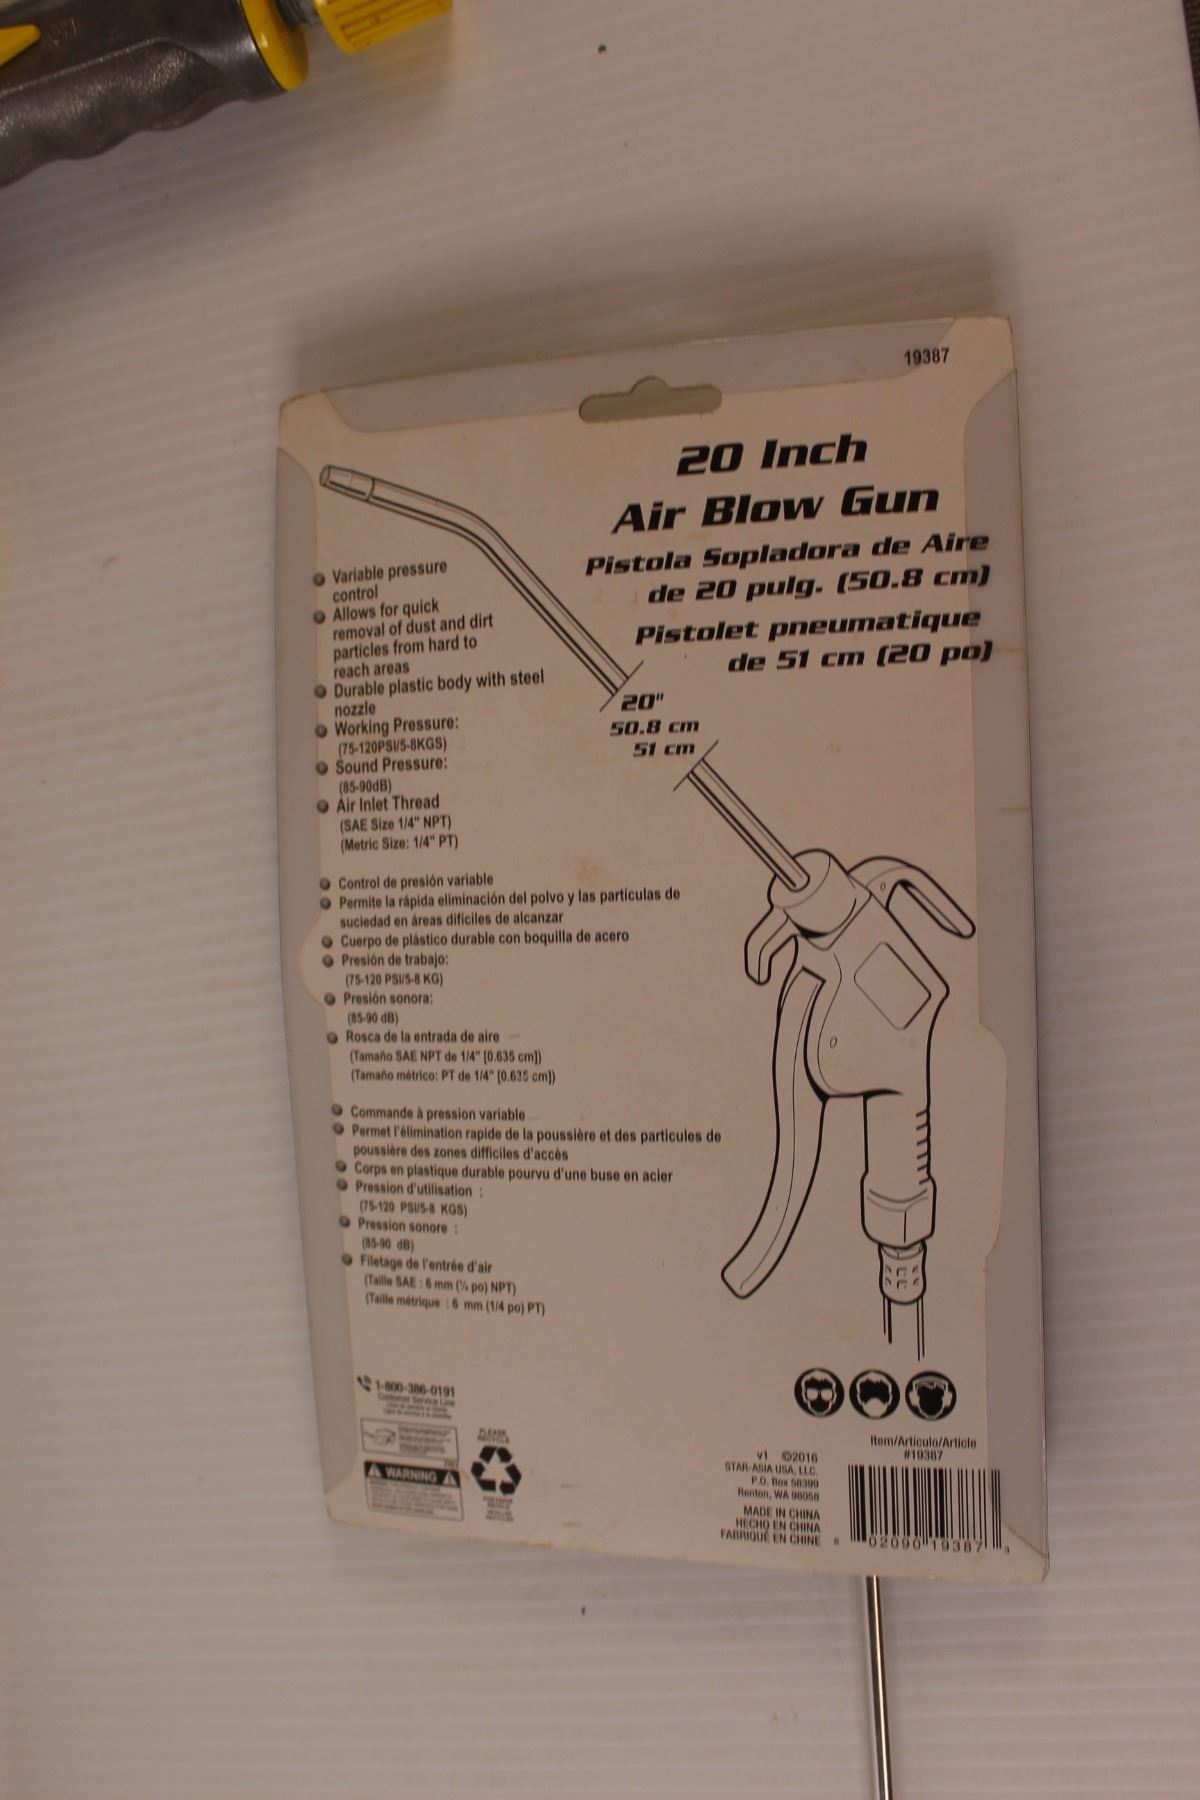 19387
20 Inch
Air Blow Gun
Pistola Sopladora de Aire
de 20 pulg. (50.8 cm)
Pistolet pneumatique
de 51 cm (20 po)
20"
50.8 cm
51 cm
Variable pressure
control
Allows for quick
removal of dust and dirt
particles from hard to
reach areas
Durable plastic body with steel
nozzle
Working Pressure:
(75-120PSI/5-8KGS)
Sound Pressure:
(85-90dB)
Air Inlet Thread
(SAE Size 1/4" NPT)
(Metric Size: 1/4" PT)
Control de presión variable
Permite la rápida eliminación del polvo y las partículas de
suciedad en áreas difíciles de alcanzar
Cuerpo de plástico durable con boquilla de acero
Presión de trabajo:
(75-120 PSI/5-8 KG)
Presión sonora:
(85-90 dB)
Rosca de la entrada de aire
(Tamaño SAE NPT de 1/4" [0.635 cm])
(Tamaño métrico: PT de 1/4" [0.635 cm])
Commande à pression variable
Permet l'élimination rapide de la poussière et des particules de
poussière des zones difficiles d'accès
Corps en plastique durable pourvu d'une buse en acier
Pression d'utilisation :
(75-120 PSI/5-8 KGS)
Pression sonore :
(85-90 dB)
Filetage de l'entrée d'air
(Taille SAE : 6 mm (¼ po) NPT)
(Taille métrique : 6 mm (1/4 po) PT)
1-800-386-0191
Customer Service Line
WARNING
PLEASE
RECYCLE
v1 ©2016
STAR-ASIA USA, LLC.
P.O. Box 58399
Renton, WA 98058
MADE IN CHINA
HECHO EN CHINA
FABRIQUÉ EN CHINE
Item/Articulo/Article
#19387
8 02090 19387 3